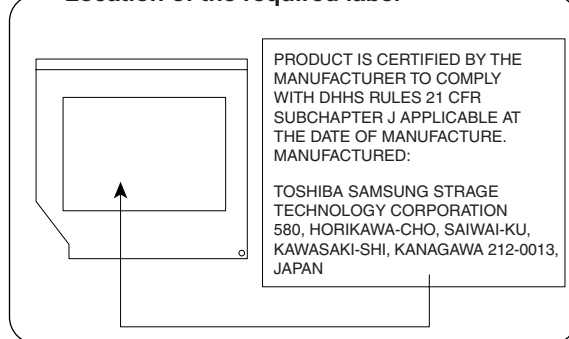 Location of the required label
PRODUCT IS CERTIFIED BY THE
MANUFACTURER TO COMPLY
WITH DHHS RULES 21 CFR
SUBCHAPTER J APPLICABLE AT
THE DATE OF MANUFACTURE.
MANUFACTURED:
TOSHIBA SAMSUNG STRAGE
TECHNOLOGY CORPORATION
580, HORIKAWA-CHO, SAIWAI-KU,
KAWASAKI-SHI, KANAGAWA 212-0013,
JAPAN